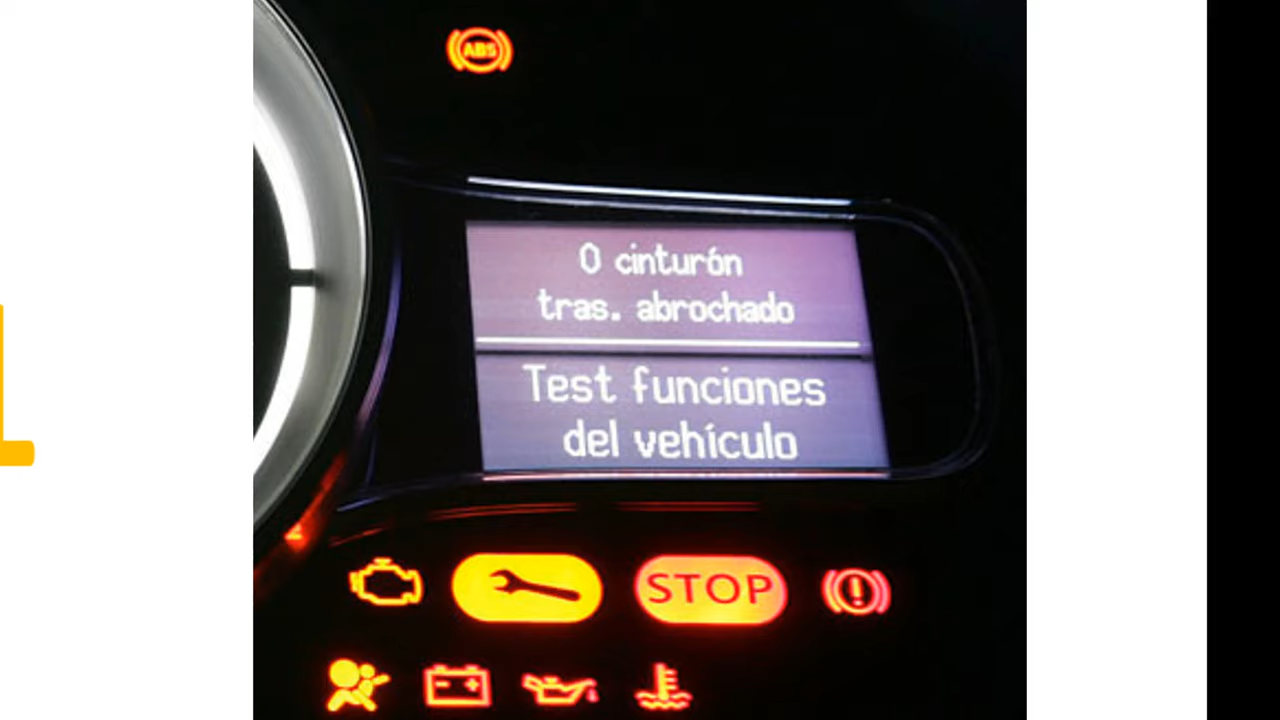 ABS
0 cinturón
tras. abrochado
Test funciones
del vehículo
STOP